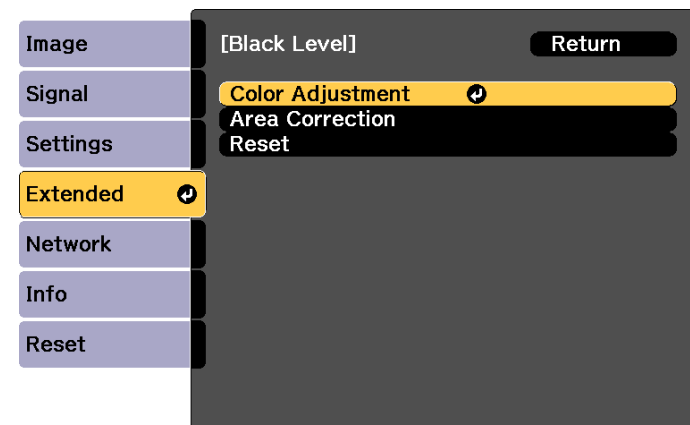 Image
Signal
Settings
Extended
Network
Info
Reset
[Black Level]
Return
Color Adjustment
Area Correction
Reset